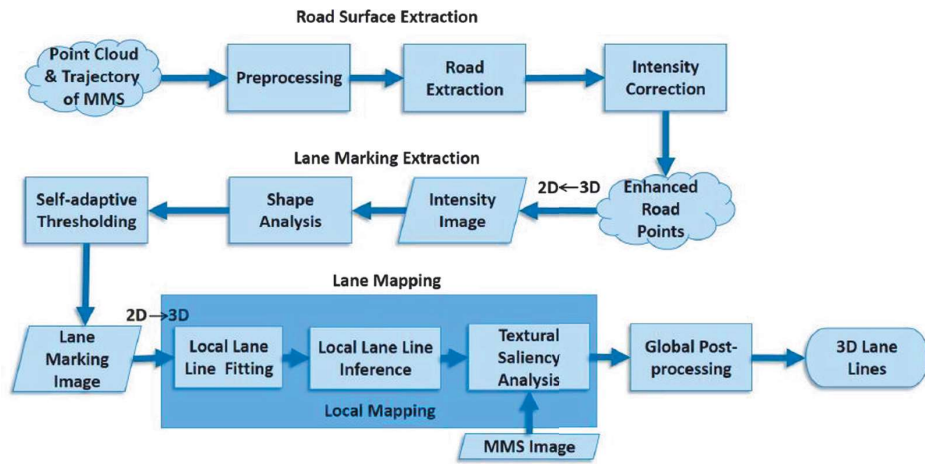 Road Surface Extraction
Point Cloud
& Trajectory
of MMS
Preprocessing
Road
Extraction
Intensity
Correction
Lane Marking Extraction
Self-adaptive
Thresholding
Shape
Analysis
Intensity
Image
2D←3D
Enhanced
Road
Points
Lane Mapping
Lane
Marking
Image
2D→3D
Local Lane
Line Fitting
Local Lane Line
Inference
Textural
Saliency
Analysis
Global Post-
processing
3D Lane
Lines
Local Mapping
MMS Image